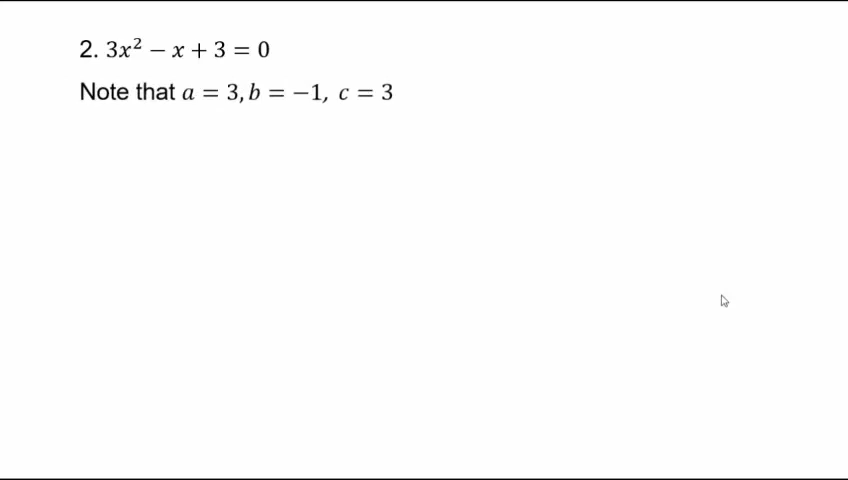 2. 3x² − x + 3 = 0
Note that a = 3, b = −1, c = 3